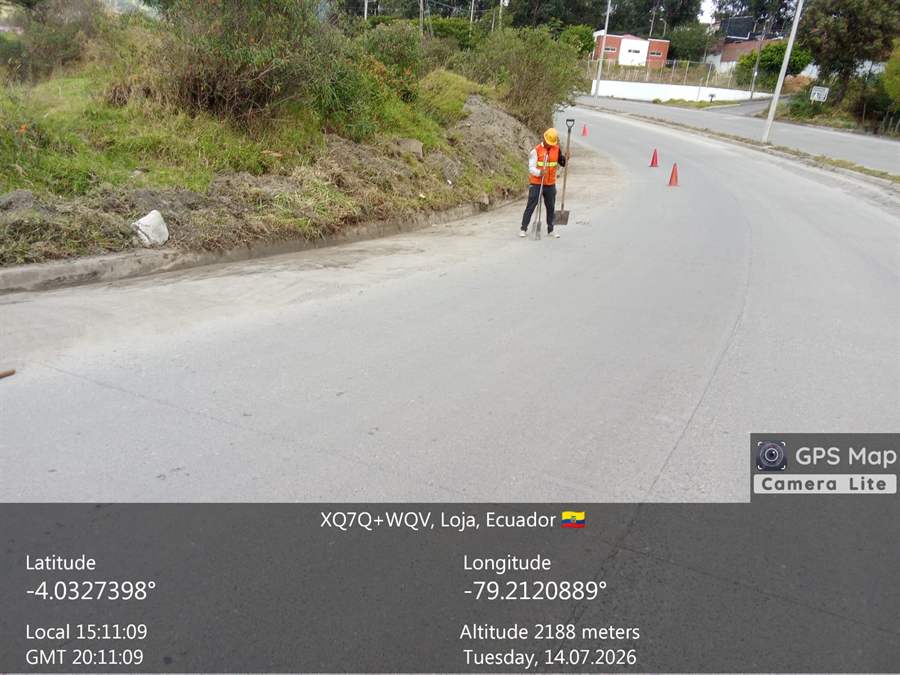 GPS Map
Camera Lite
XQ7Q+WQV, Loja, Ecuador
Latitude
-4.0327398°
Longitude
-79.2120889°
Local 15:11:09
GMT 20:11:09
Altitude 2188 meters
Tuesday, 14.07.2026